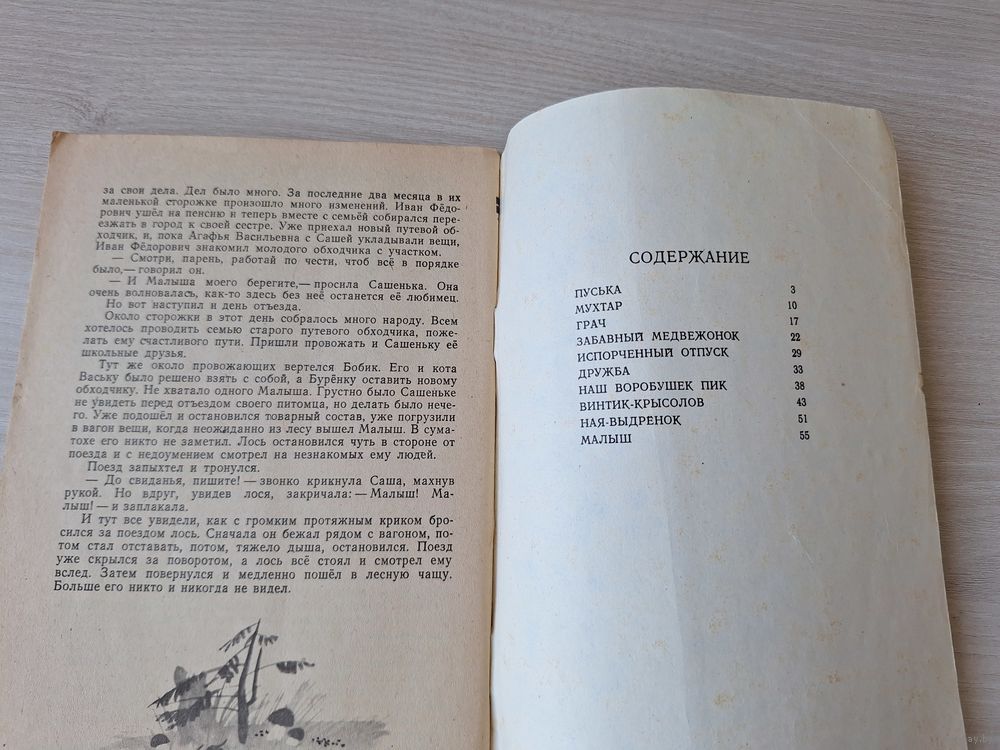 за свои дела. Дел было много. За последние два месяца в их
маленькой сторожке произошло много изменений. Иван Фёдо-
рович ушёл на пенсию и теперь вместе с семьёй собирался пере-
езжать в город к своей сестре. Уже приехал новый путевой об-
ходчик, и, пока Агафья Васильевна с Сашей укладывали вещи,
Иван Фёдорович знакомил молодого обходчика с участком.
— Смотри, парень, работай по чести, чтоб всё в порядке
было,— говорил он.
— И Малыша моего берегите,— просила Сашенька. Она
очень волновалась, как-то здесь без неё останется её любимец.
Но вот наступил и день отъезда.
Около сторожки в этот день собралось много народу. Всем
хотелось проводить семью старого путевого обходчика, поже-
лать ему счастливого пути. Пришли провожать и Сашеньку её
школьные друзья.
Тут же около провожающих вертелся Бобик. Его и кота
Ваську было решено взять с собой, а Бурёнку оставить новому
обходчику. Не хватало одного Малыша. Грустно было Сашеньке
не увидеть перед отъездом своего питомца, но делать было нече-
го. Уже подошёл и остановился товарный состав, уже погрузили
в вагон вещи, когда неожиданно из лесу вышел Малыш. В сума-
тохе его никто не заметил. Лось остановился чуть в стороне от
поезда и с недоумением смотрел на незнакомых ему людей.
Поезд запыхтел и тронулся.
— До свиданья, пишите! — звонко крикнула Саша, махнув
рукой. Но вдруг, увидев лося, закричала: — Малыш! Ма-
лыш! — и заплакала.
И тут все увидели, как с громким протяжным криком бро-
сился за поездом лось. Сначала он бежал рядом с вагоном, по-
том стал отставать, потом, тяжело дыша, остановился. Поезд
уже скрылся за поворотом, а лось всё стоял и смотрел ему
вслед. Затем повернулся и медленно пошёл в лесную чащу.
Больше его никто и никогда не видел.
СОДЕРЖАНИЕ
ПУСЬКА 3
МУХТАР 10
ГРАЧ 17
ЗАБАВНЫЙ МЕДВЕЖОНОК 22
ИСПОРЧЕННЫЙ ОТПУСК 29
ДРУЖБА 33
НАШ ВОРОБУШЕК ПИК 38
ВИНТИК-КРЫСОЛОВ 43
НАЯ-ВЫДРЁНОК 51
МАЛЫШ 55